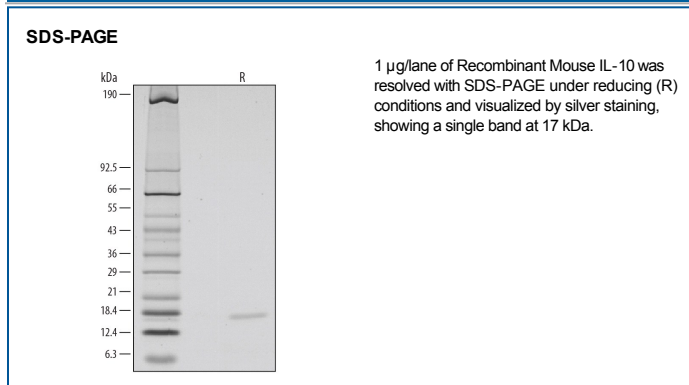 SDS-PAGE
kDa
R
190
92.5
66
55
43
36
29
21
18.4
12.4
6.3
1 µg/lane of Recombinant Mouse IL-10 was
resolved with SDS-PAGE under reducing (R)
conditions and visualized by silver staining,
showing a single band at 17 kDa.